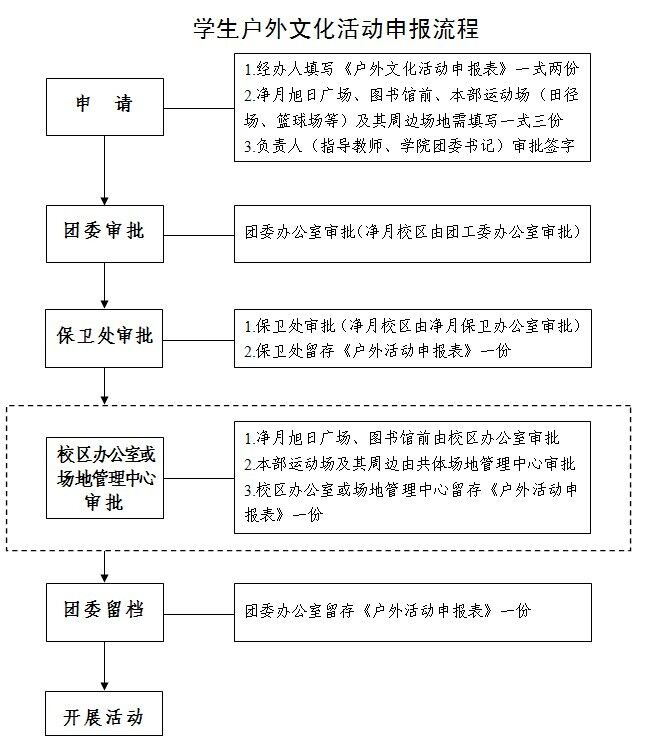 学生户外文化活动申报流程
申 请
1.经办人填写《户外文化活动申报表》一式两份
2.净月旭日广场、图书馆前、本部运动场（田径
场、篮球场等）及其周边场地需填写一式三份
3.负责人（指导教师、学院团委书记）审批签字
团委审批
团委办公室审批(净月校区由团工委办公室审批)
保卫处审批
1.保卫处审批(净月校区由净月保卫办公室审批)
2.保卫处留存《户外活动申报表》一份
校区办公室或
场地管理中心
审批
1.净月旭日广场、图书馆前由校区办公室审批
2.本部运动场及其周边由共体场地管理中心审批
3.校区办公室或场地管理中心留存《户外活动申
报表》一份
团委留档
团委办公室留存《户外活动申报表》一份
开展活动